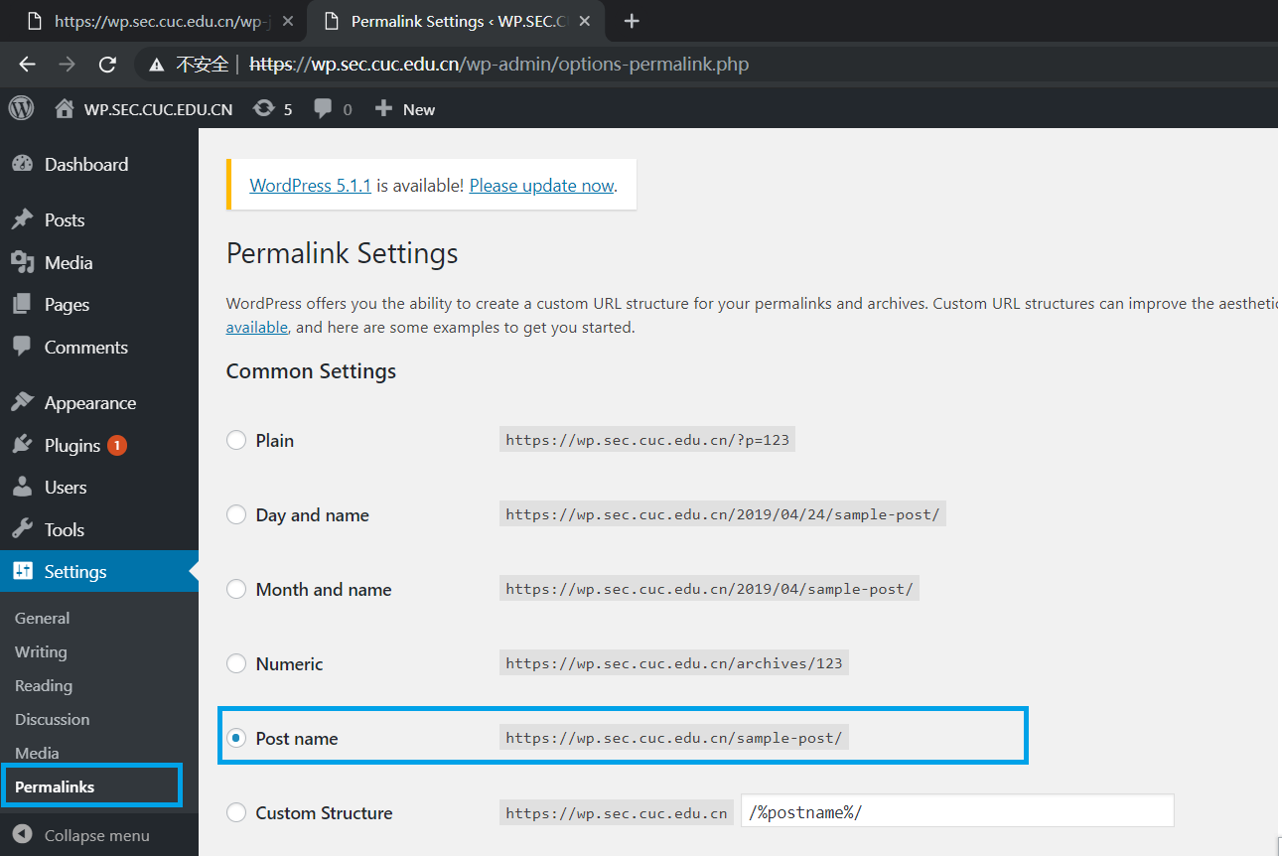 https://wp.sec.cuc.edu.cn/wp-j
Permalink Settings ‹ WP.SEC.C
不安全 | https://wp.sec.cuc.edu.cn/wp-admin/options-permalink.php
WP.SEC.CUC.EDU.CN 5 0 New
Dashboard
Posts
Media
Pages
Comments
Appearance
Plugins 1
Users
Tools
Settings
General
Writing
Reading
Discussion
Media
Permalinks
Collapse menu
WordPress 5.1.1 is available! Please update now.
Permalink Settings
WordPress offers you the ability to create a custom URL structure for your permalinks and archives. Custom URL structures can improve the aesthetic
available, and here are some examples to get you started.
Common Settings
Plain https://wp.sec.cuc.edu.cn/?p=123
Day and name https://wp.sec.cuc.edu.cn/2019/04/24/sample-post/
Month and name https://wp.sec.cuc.edu.cn/2019/04/sample-post/
Numeric https://wp.sec.cuc.edu.cn/archives/123
Post name https://wp.sec.cuc.edu.cn/sample-post/
Custom Structure https://wp.sec.cuc.edu.cn /%postname%/